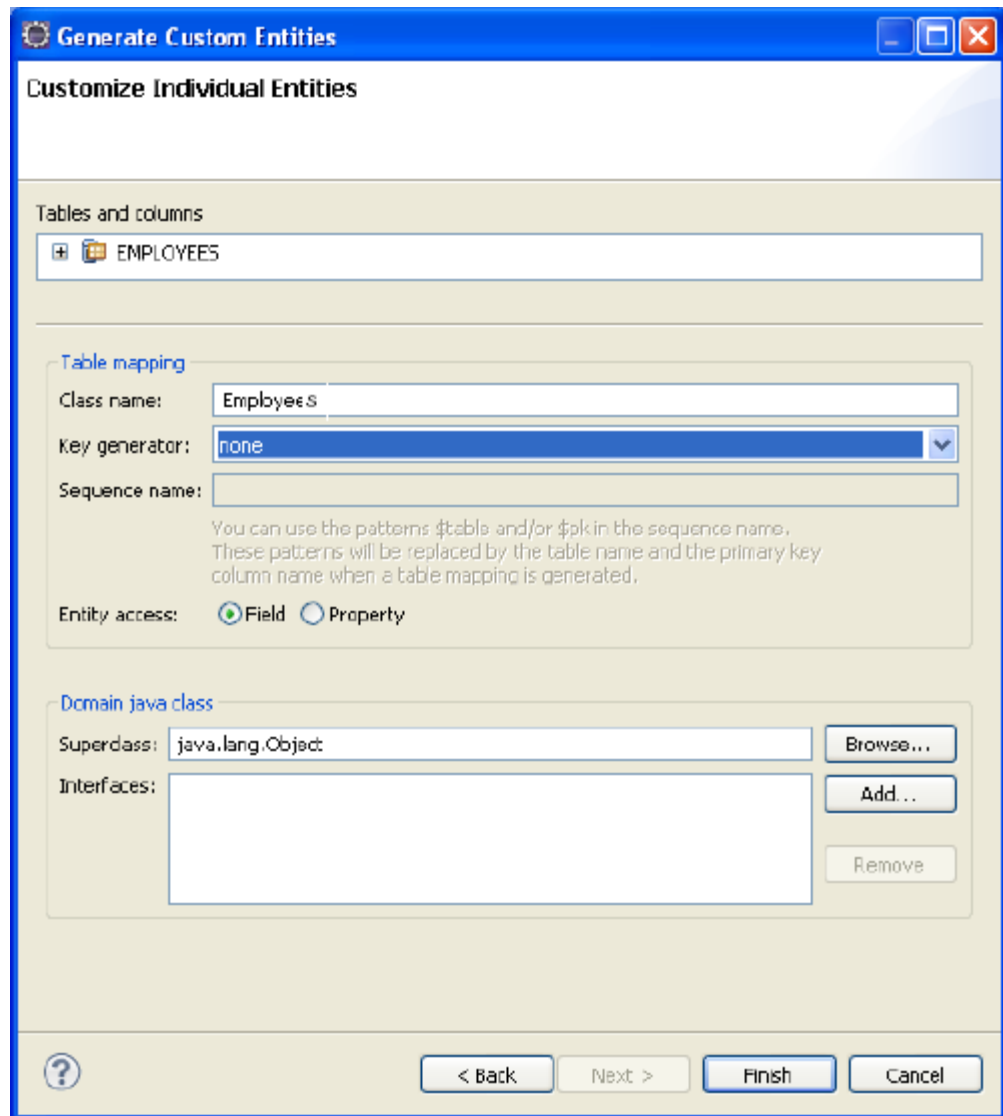 Generate Custom Entities
Customize Individual Entities
Tables and columns
EMPLOYEES
Table mapping
Class name: Employees
Key generator: none
Sequence name:
You can use the patterns $table and/or $pk in the sequence name.
These patterns will be replaced by the table name and the primary key
column name when a table mapping is generated.
Entity access: Field Property
Domain java class
Superclass: java.lang.Object Browse...
Interfaces: Add...
Remove
? < Back Next > Finish Cancel